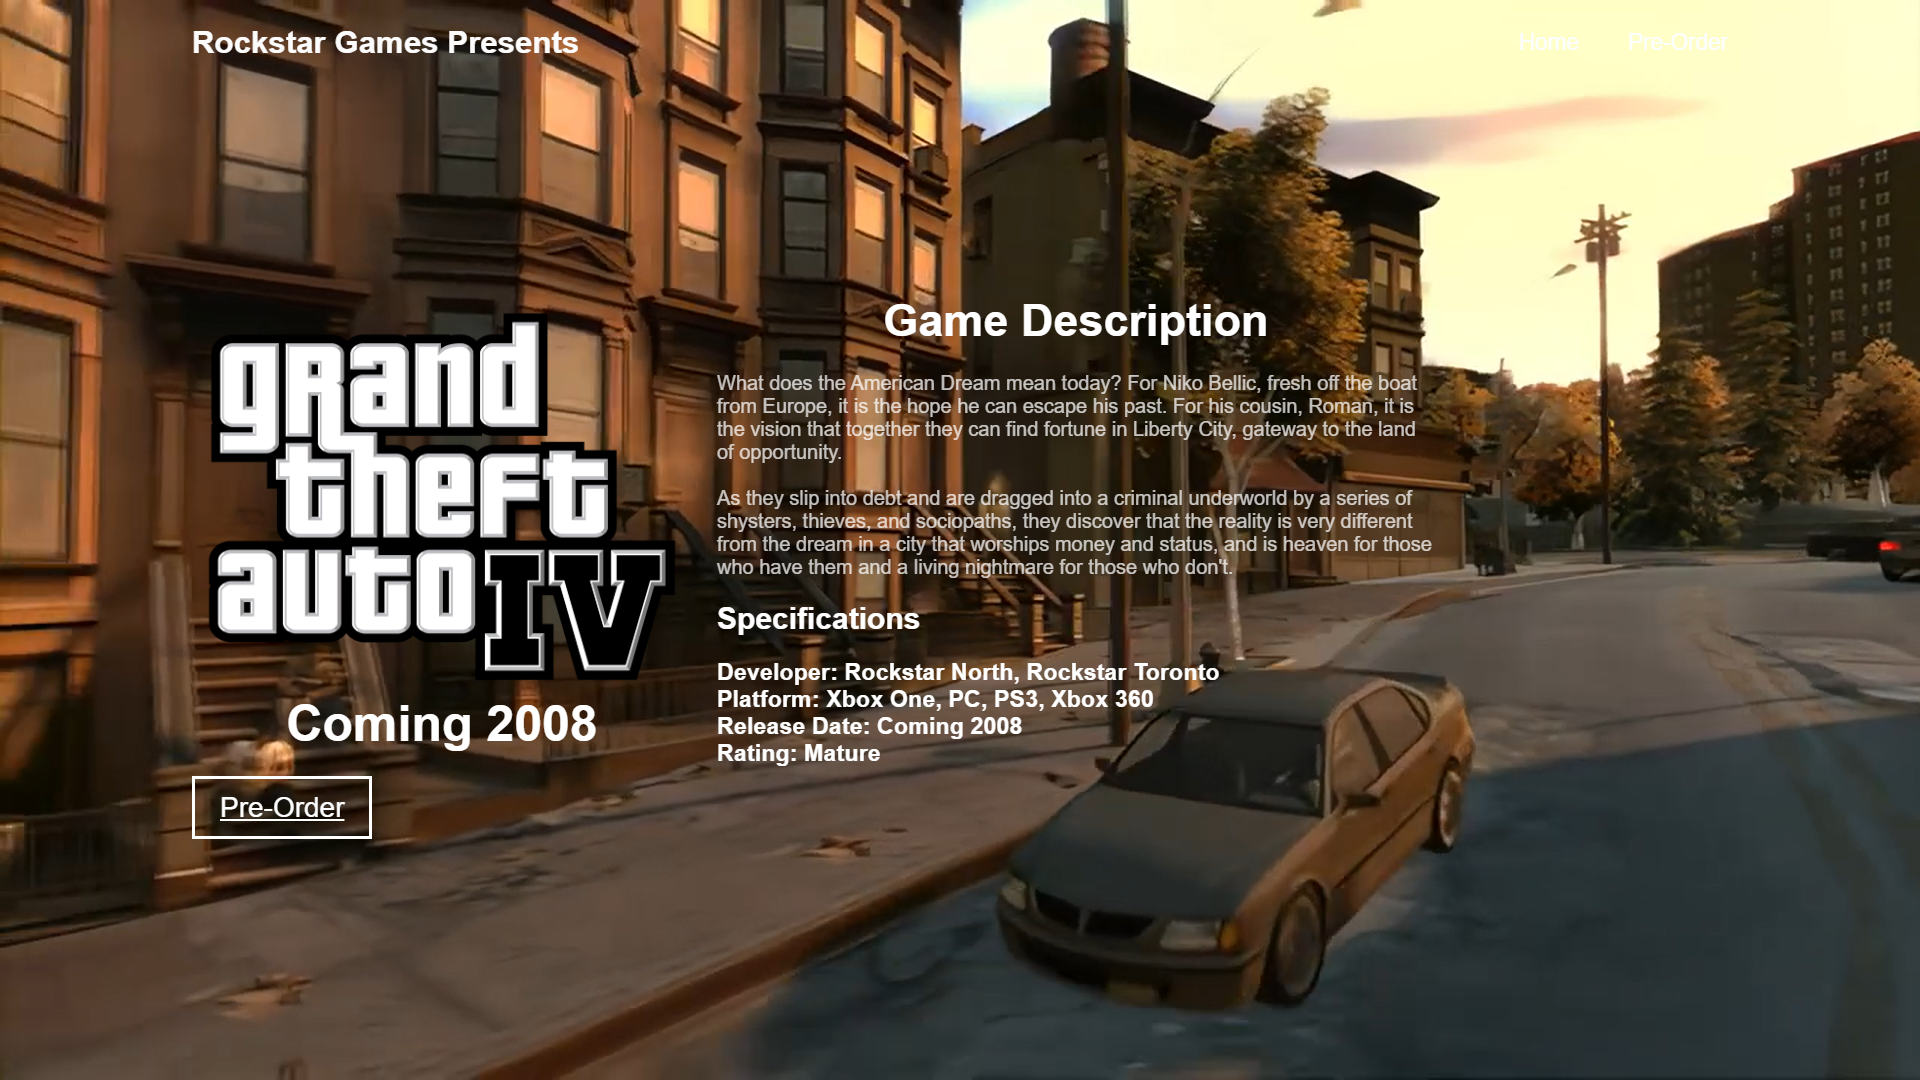 Rockstar Games Presents
Home
Pre-Order
grand
theft
auto IV
Coming 2008
Pre-Order
Game Description
What does the American Dream mean today? For Niko Bellic, fresh off the boat
from Europe, it is the hope he can escape his past. For his cousin, Roman, it is
the vision that together they can find fortune in Liberty City, gateway to the land
of opportunity.
As they slip into debt and are dragged into a criminal underworld by a series of
shysters, thieves, and sociopaths, they discover that the reality is very different
from the dream in a city that worships money and status, and is heaven for those
who have them and a living nightmare for those who don't.
Specifications
Developer: Rockstar North, Rockstar Toronto
Platform: Xbox One, PC, PS3, Xbox 360
Release Date: Coming 2008
Rating: Mature